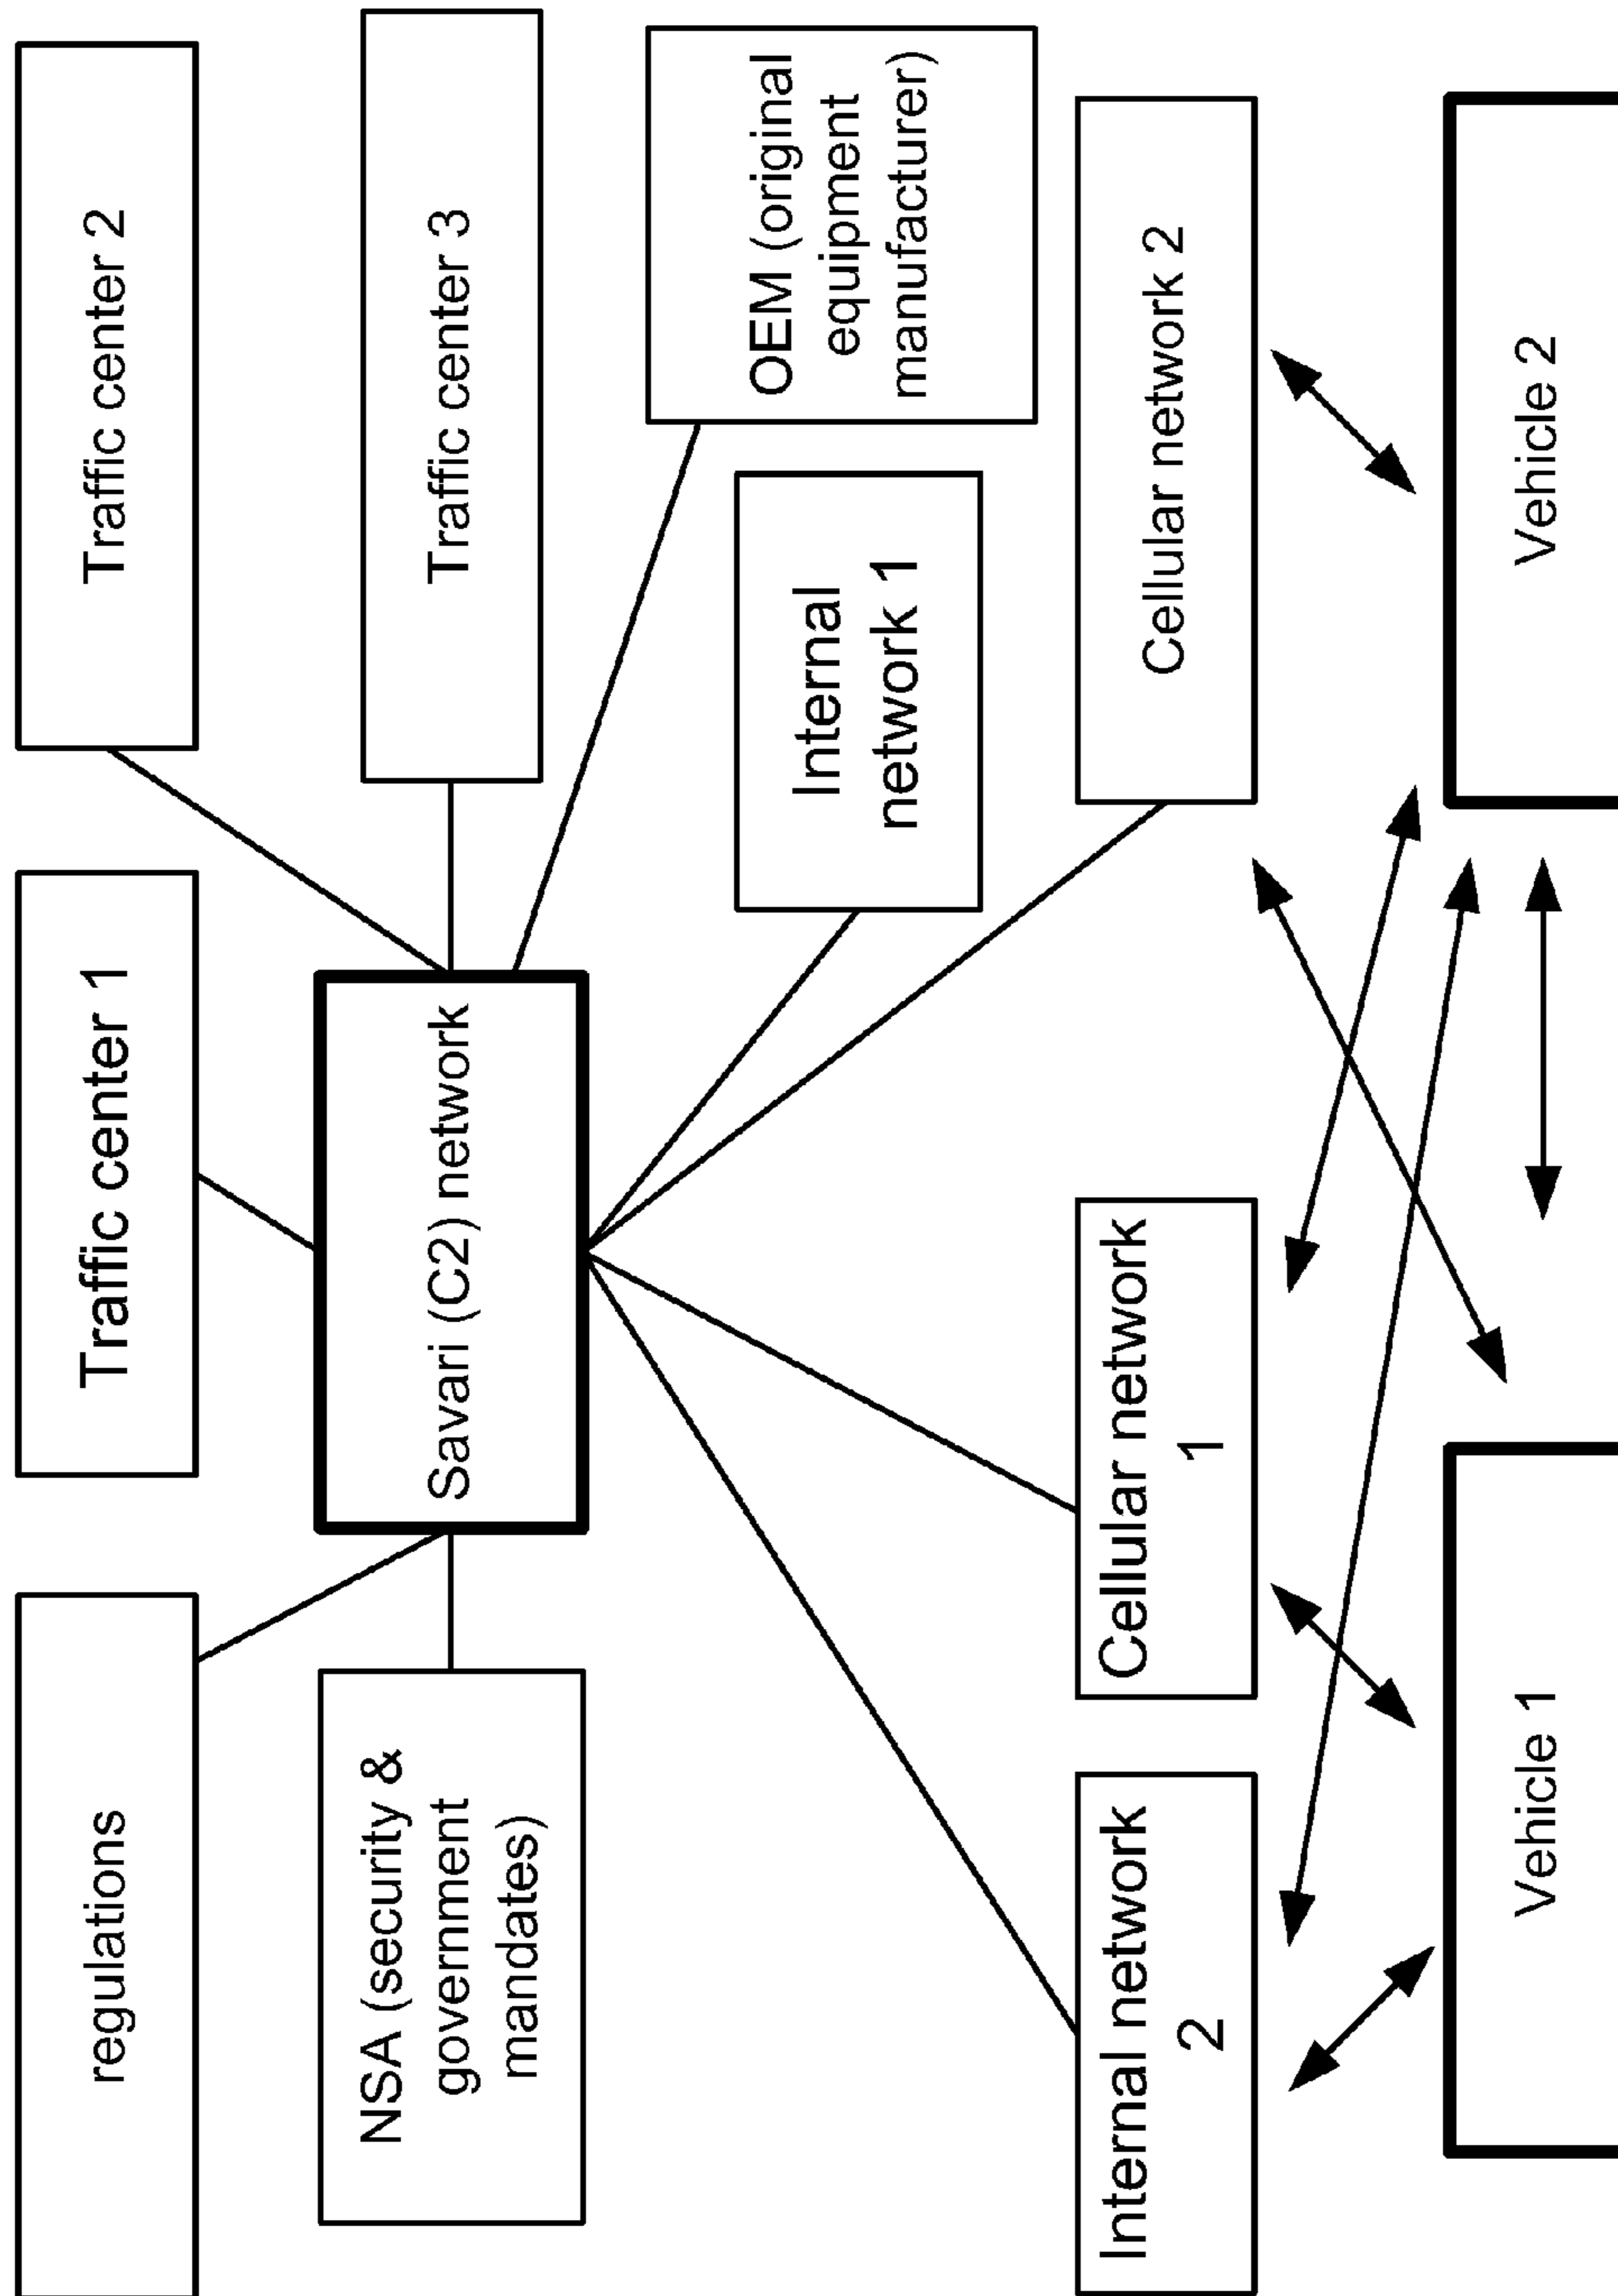 regulations
Traffic center 1
Traffic center 2
NSA (security &
government
mandates)
Savari (C2) network
Traffic center 3
OEM (original
equipment
manufacturer)
Internal
network 1
Internal network
2
Cellular network
1
Cellular network 2
Vehicle 1
Vehicle 2